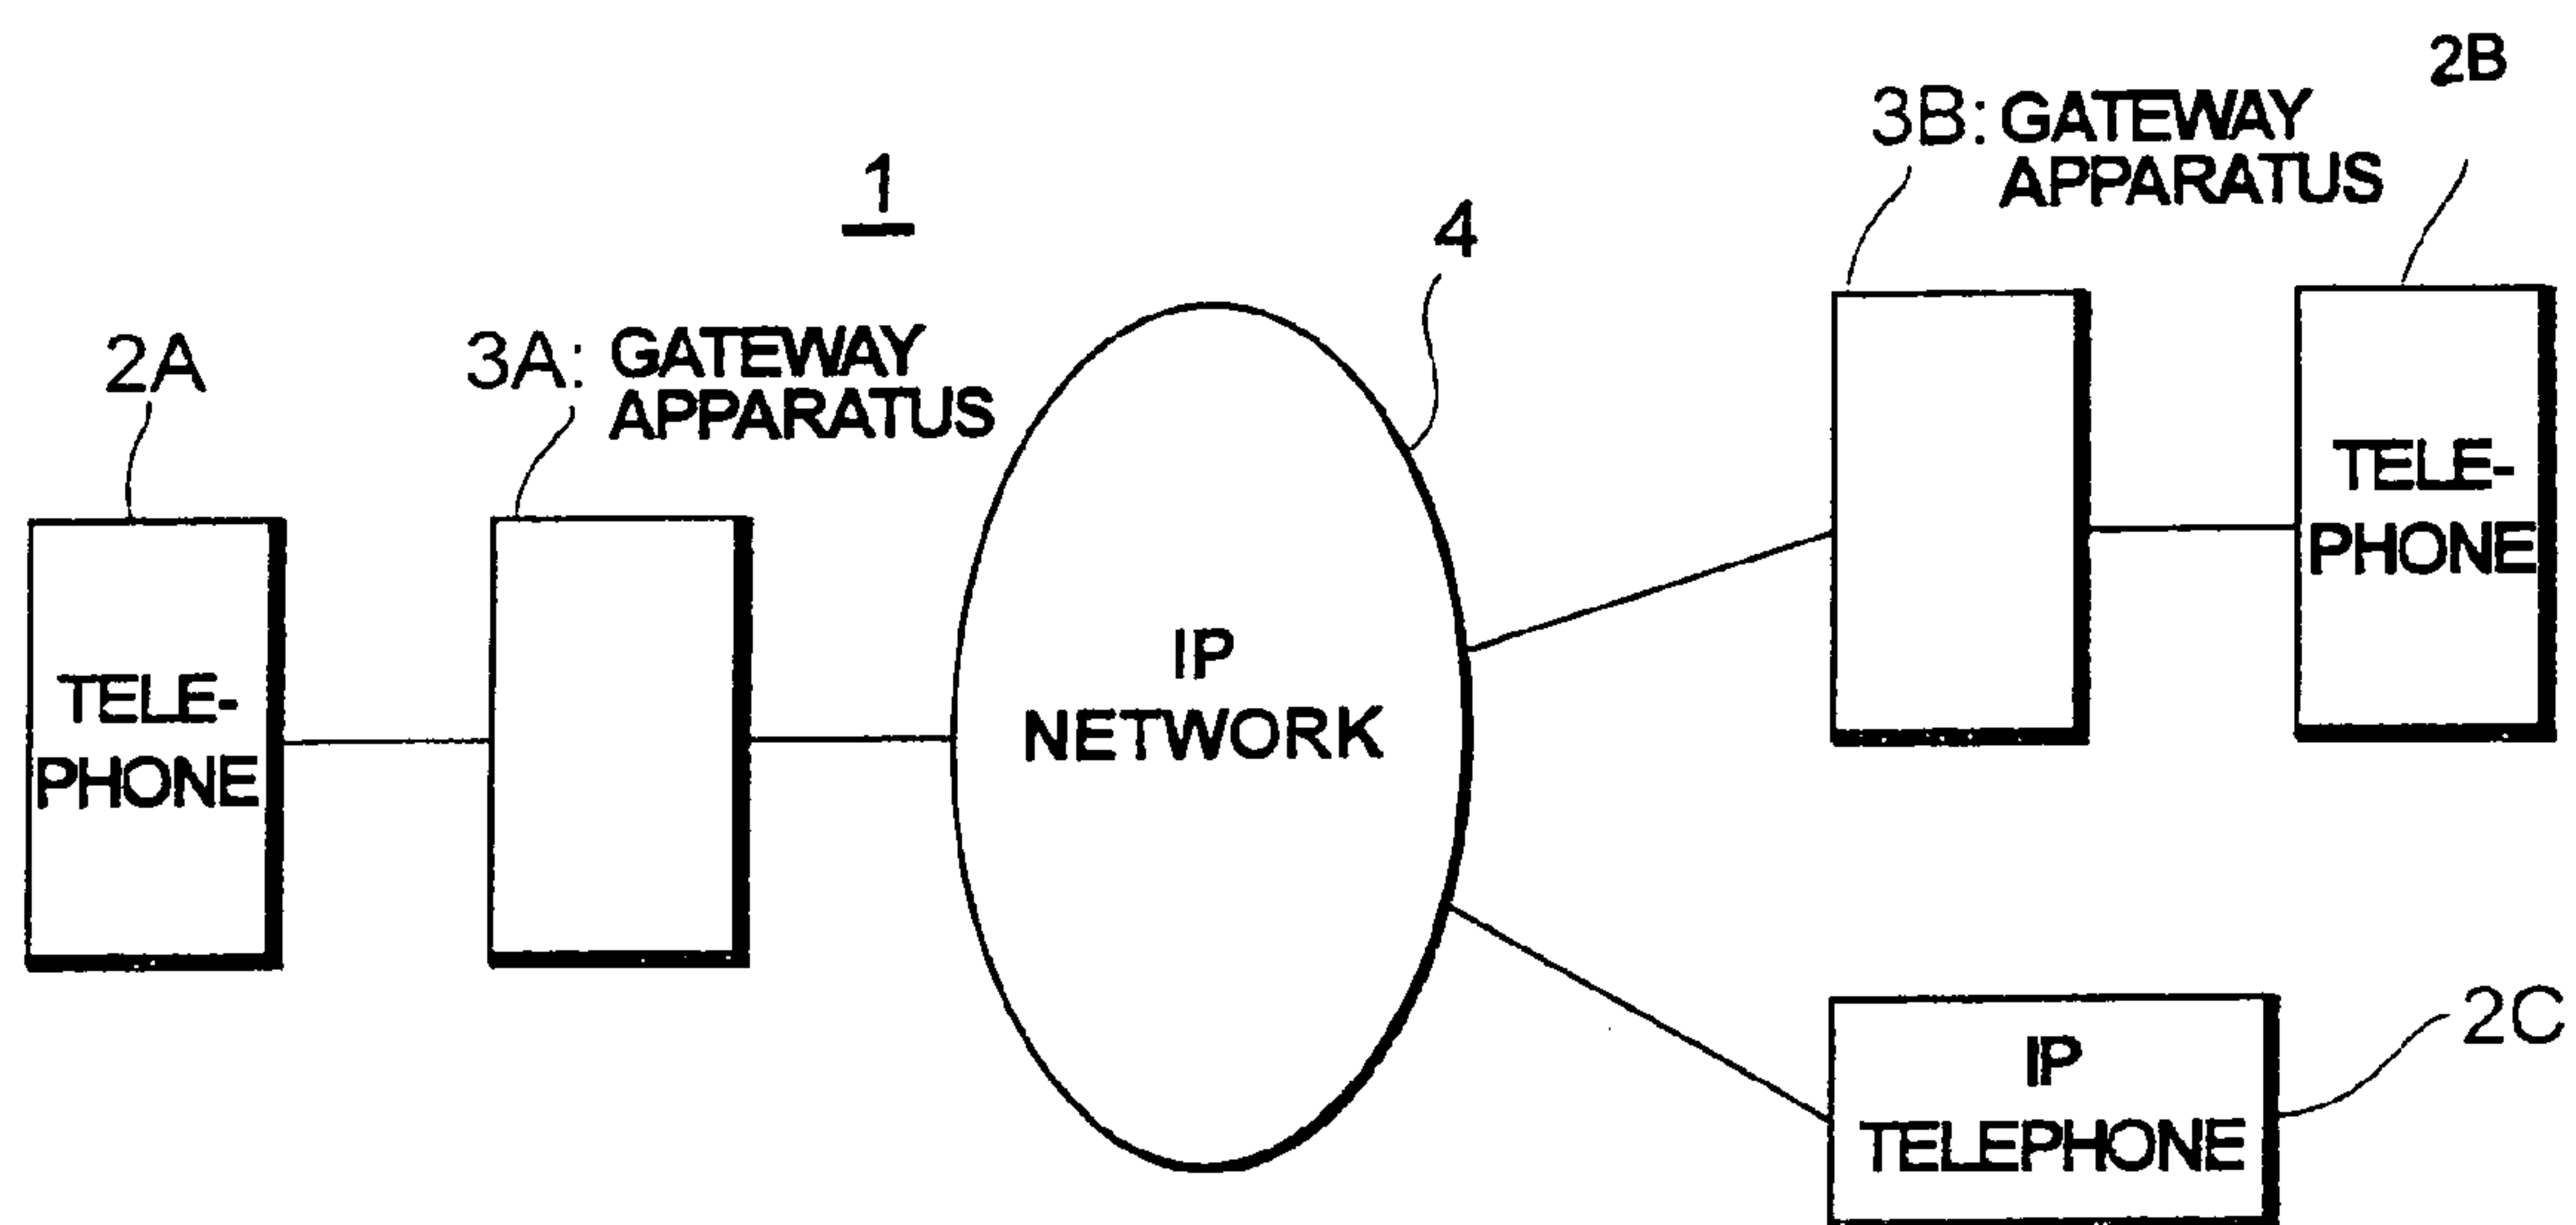 1
2A
3A: GATEWAY
APPARATUS
4
3B: GATEWAY
APPARATUS
2B
TELE-
PHONE
IP
NETWORK
TELE-
PHONE
IP
TELEPHONE
2C